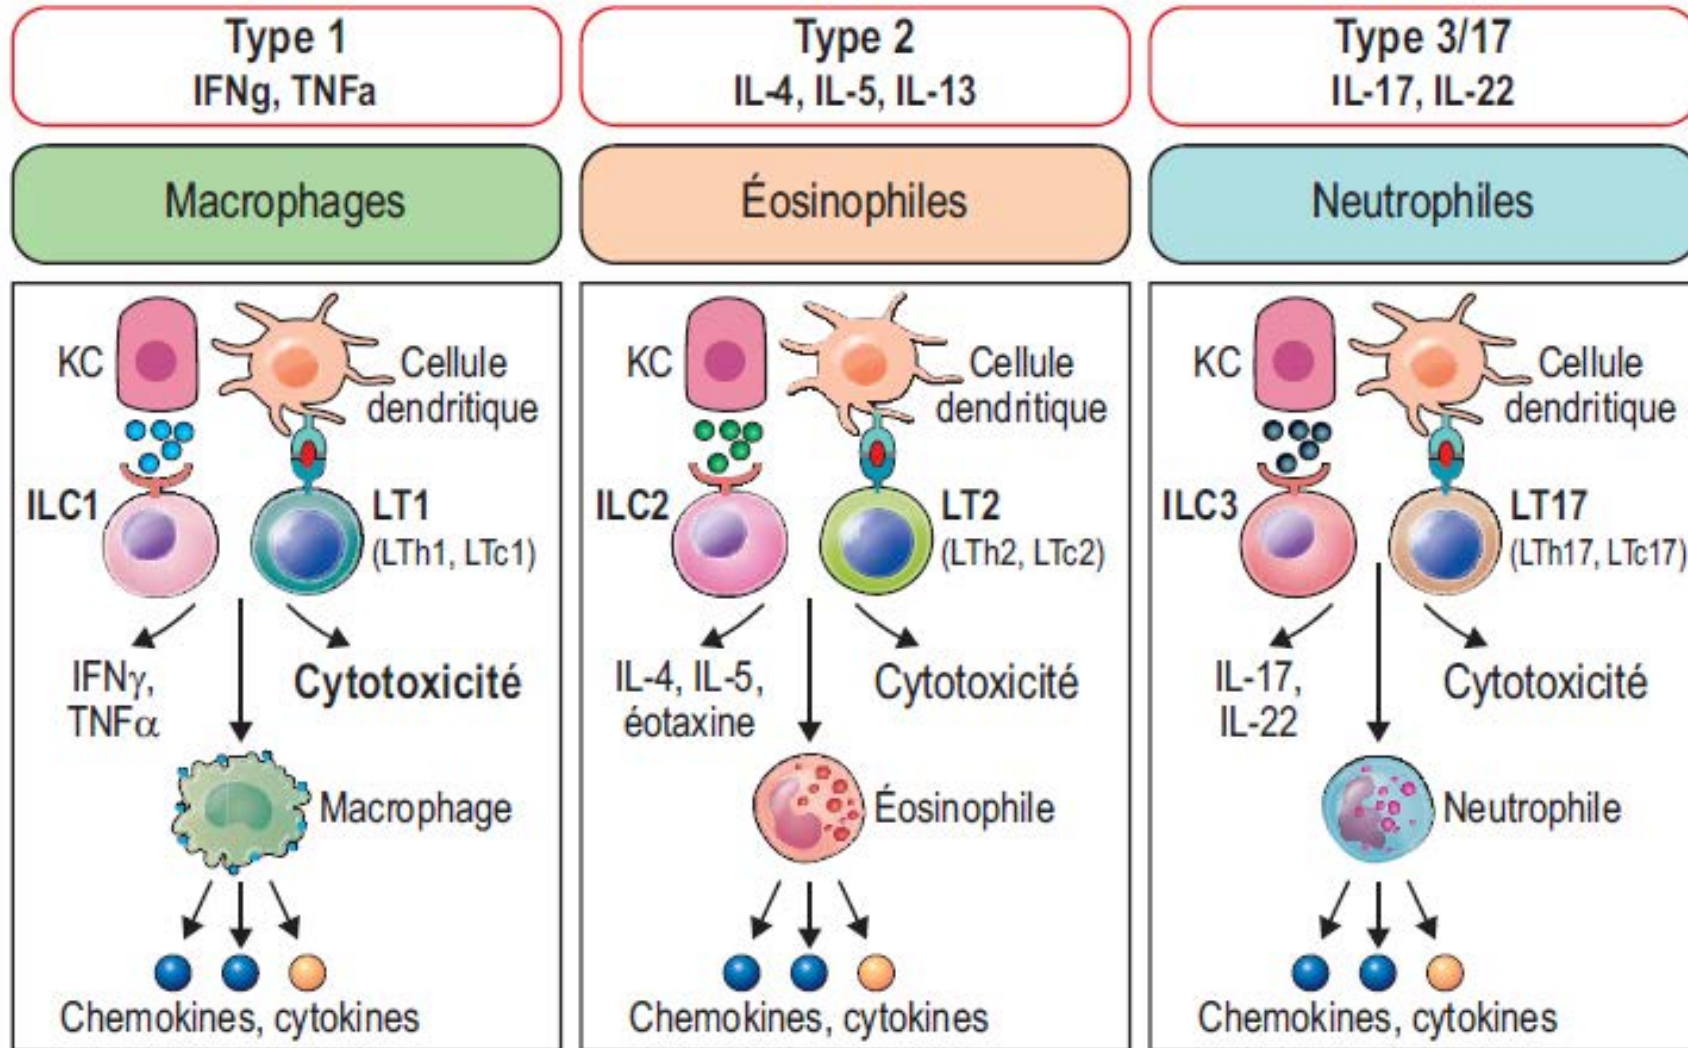 Type 1
IFNg, TNFa
Macrophages
KC
Cellule
dendritique
ILC1
LT1
(LTh1, LTc1)
IFNγ,
TNFα
Cytotoxicité
Macrophage
Chemokines, cytokines
Type 2
IL-4, IL-5, IL-13
Éosinophiles
KC
Cellule
dendritique
ILC2
LT2
(LTh2, LTc2)
IL-4, IL-5,
éotaxine
Cytotoxicité
Éosinophile
Chemokines, cytokines
Type 3/17
IL-17, IL-22
Neutrophiles
KC
Cellule
dendritique
ILC3
LT17
(LTh17, LTc17)
IL-17,
IL-22
Cytotoxicité
Neutrophile
Chemokines, cytokines